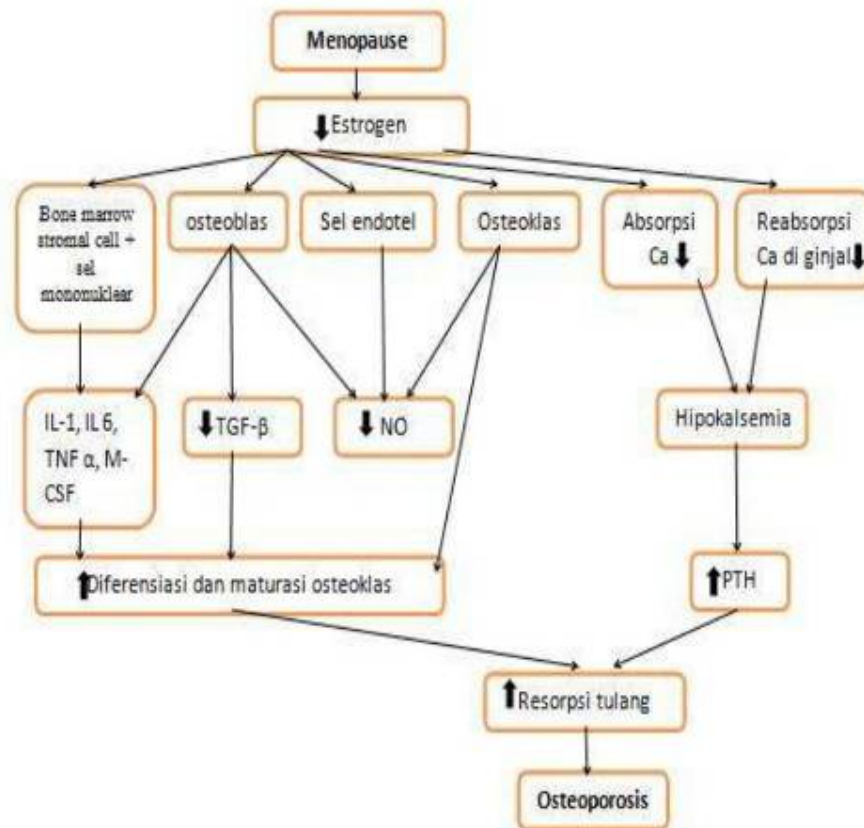 Menopause
⬇Estrogen
Bone marrow
stromal cell +
sel
mononuklear
osteoblas
Sel endotel
Osteoklas
Absorpsi
Ca⬇
Reabsorpsi
Ca di ginjal⬇
IL-1, IL 6,
TNF α, M-
CSF
⬇TGF-β
⬇NO
Hipokalsemia
⬆Diferensiasi dan maturasi osteoklas
⬆PTH
⬆Resorpsi tulang
Osteoporosis